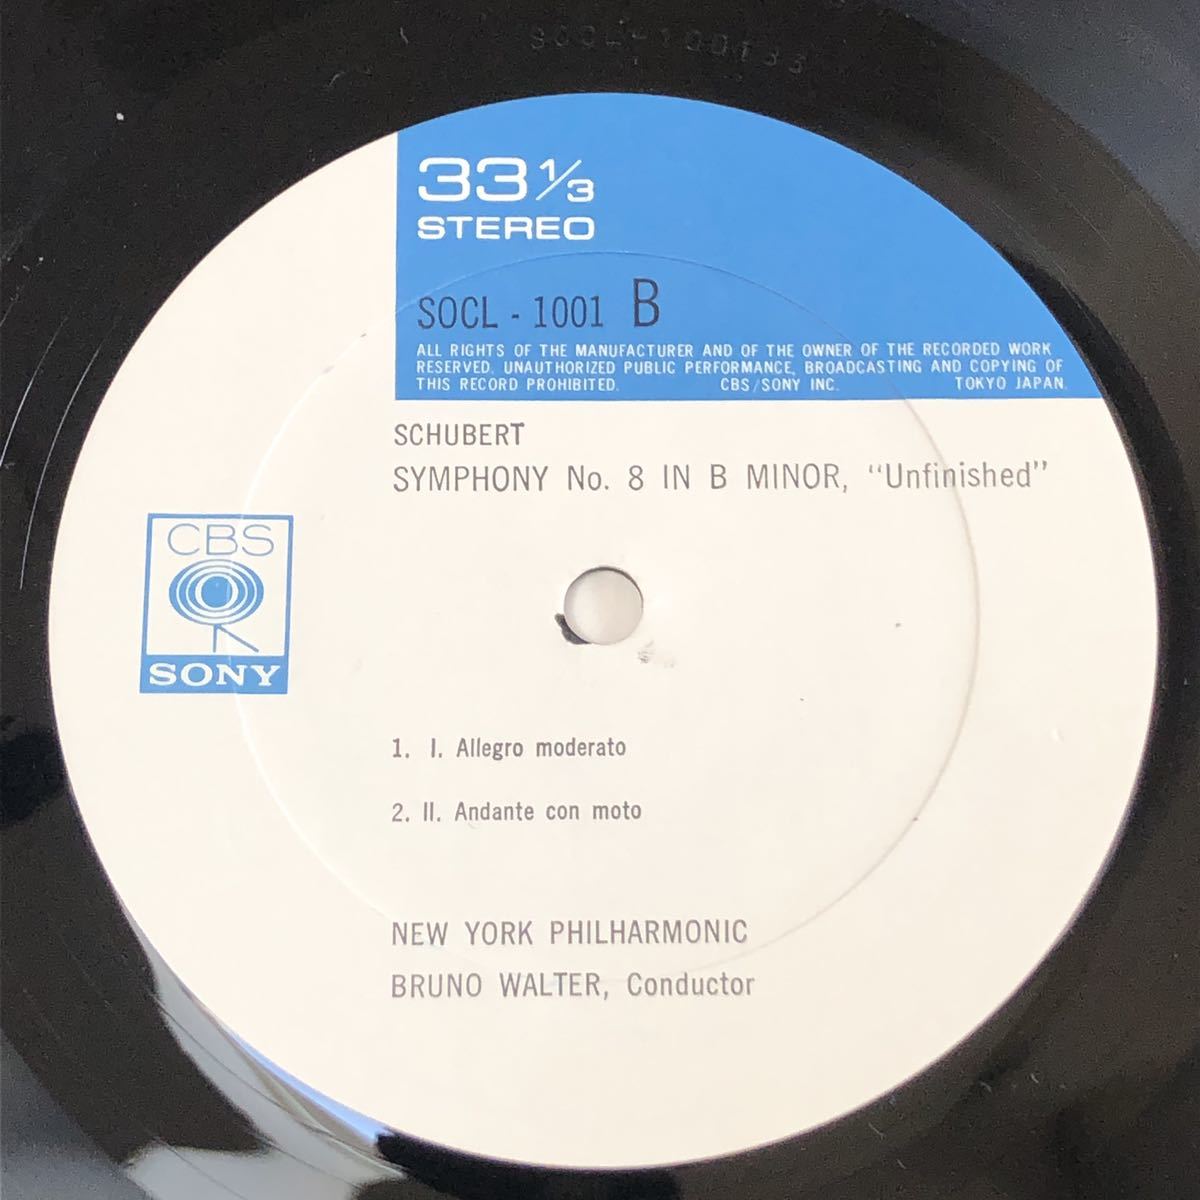 33 1/3
STEREO
SOCL - 1001 B
ALL RIGHTS OF THE MANUFACTURER AND OF THE OWNER OF THE RECORDED WORK
RESERVED. UNAUTHORIZED PUBLIC PERFORMANCE, BROADCASTING AND COPYING OF
THIS RECORD PROHIBITED. CBS/SONY INC. TOKYO JAPAN.
SCHUBERT
SYMPHONY No. 8 IN B MINOR, "Unfinished"
CBS
SONY
1. I. Allegro moderato
2. II. Andante con moto
NEW YORK PHILHARMONIC
BRUNO WALTER, Conductor